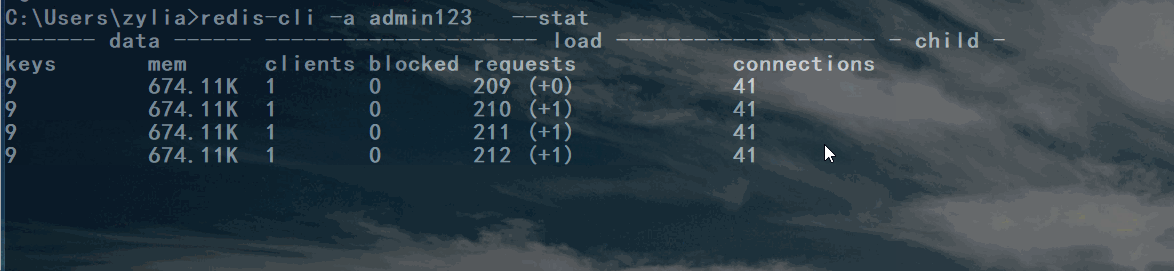 C:\Users\zylia>redis-cli -a admin123    --stat
------- data ------ --------------------- load -------------------- - child -
keys       mem      clients blocked requests            connections
9          674.11K  1       0       209 (+0)            41
9          674.11K  1       0       210 (+1)            41
9          674.11K  1       0       211 (+1)            41
9          674.11K  1       0       212 (+1)            41